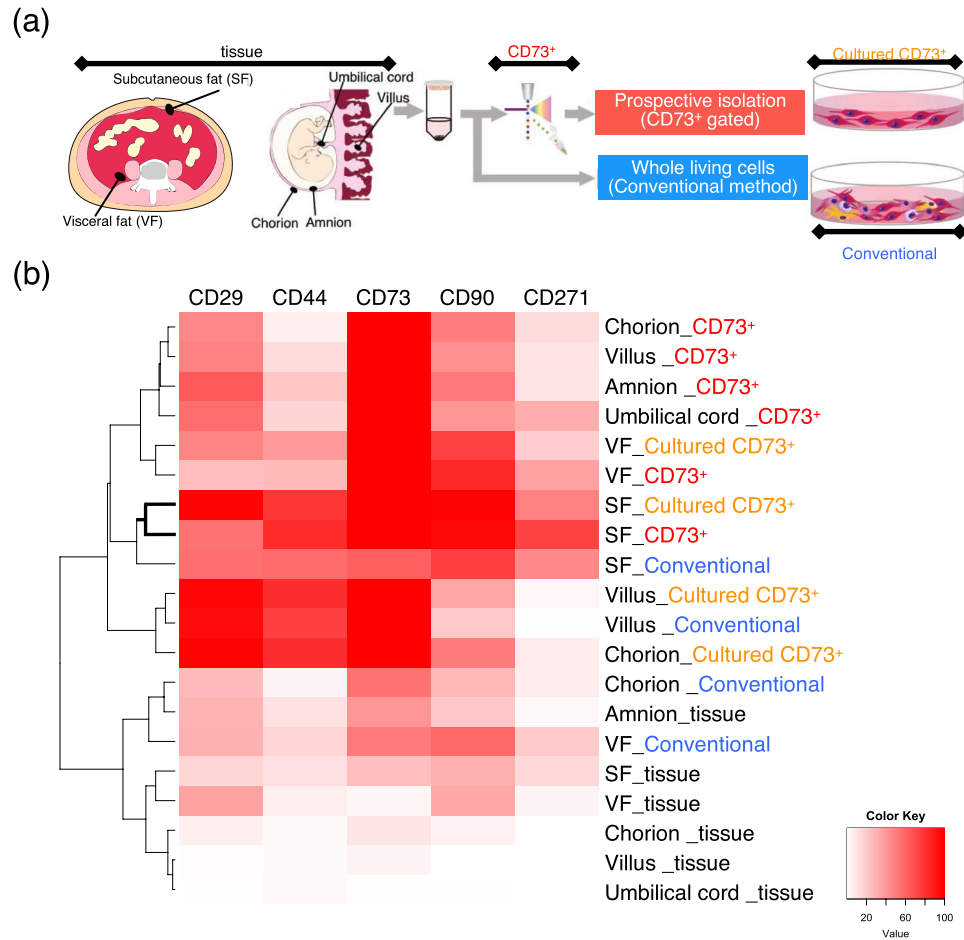 (a)
tissue
CD73+
Cultured CD73+
Subcutaneous fat (SF)
Umbilical cord
Villus
Prospective isolation
(CD73+ gated)
Whole living cells
(Conventional method)
Visceral fat (VF)
Chorion
Amnion
Conventional
(b)
CD29 CD44 CD73 CD90 CD271
Chorion_CD73+
Villus _CD73+
Amnion _CD73+
Umbilical cord _CD73+
VF_Cultured CD73+
VF_CD73+
SF_Cultured CD73+
SF_CD73+
SF_Conventional
Villus_Cultured CD73+
Villus _Conventional
Chorion_Cultured CD73+
Chorion _Conventional
Amnion_tissue
VF_Conventional
SF_tissue
VF_tissue
Chorion _tissue
Villus _tissue
Umbilical cord _tissue
Color Key
20 60 100
Value